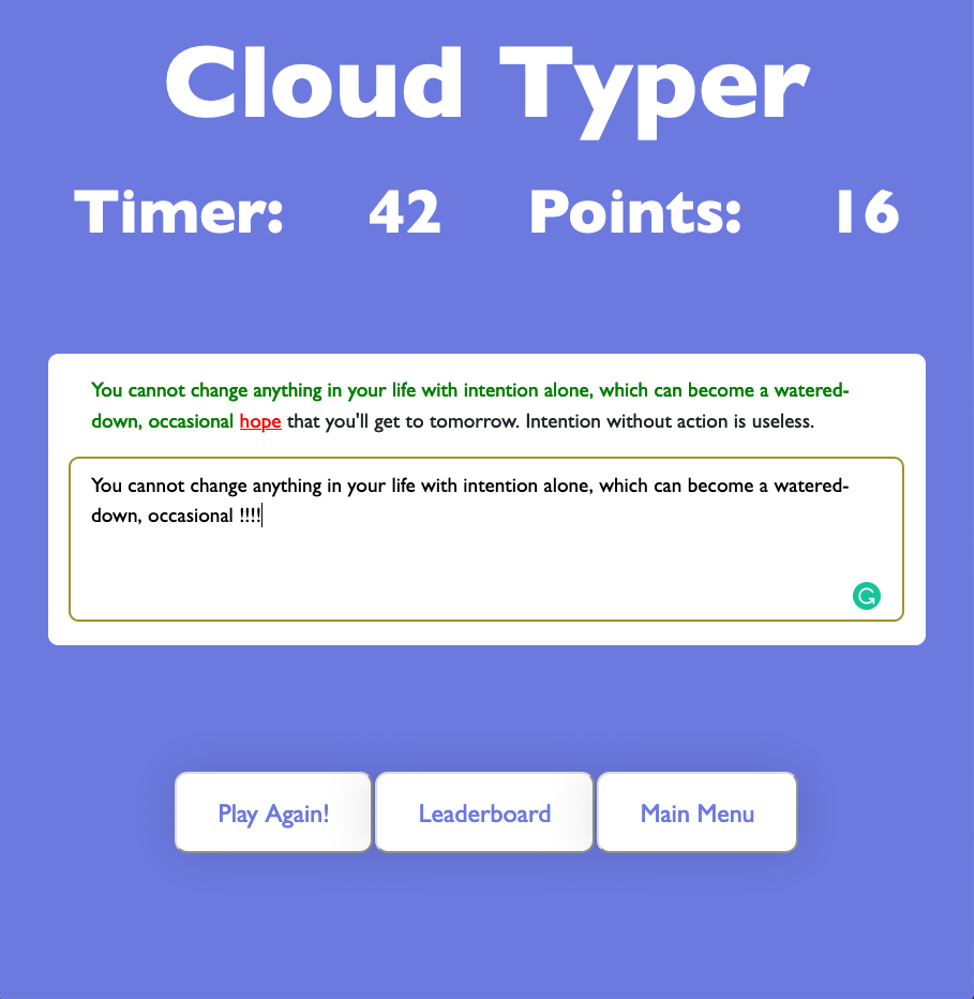 Cloud Typer
Timer: 42 Points: 16
You cannot change anything in your life with intention alone, which can become a watered-
down, occasional hope that you'll get to tomorrow. Intention without action is useless.
You cannot change anything in your life with intention alone, which can become a watered-
down, occasional !!!!
Play Again! Leaderboard Main Menu